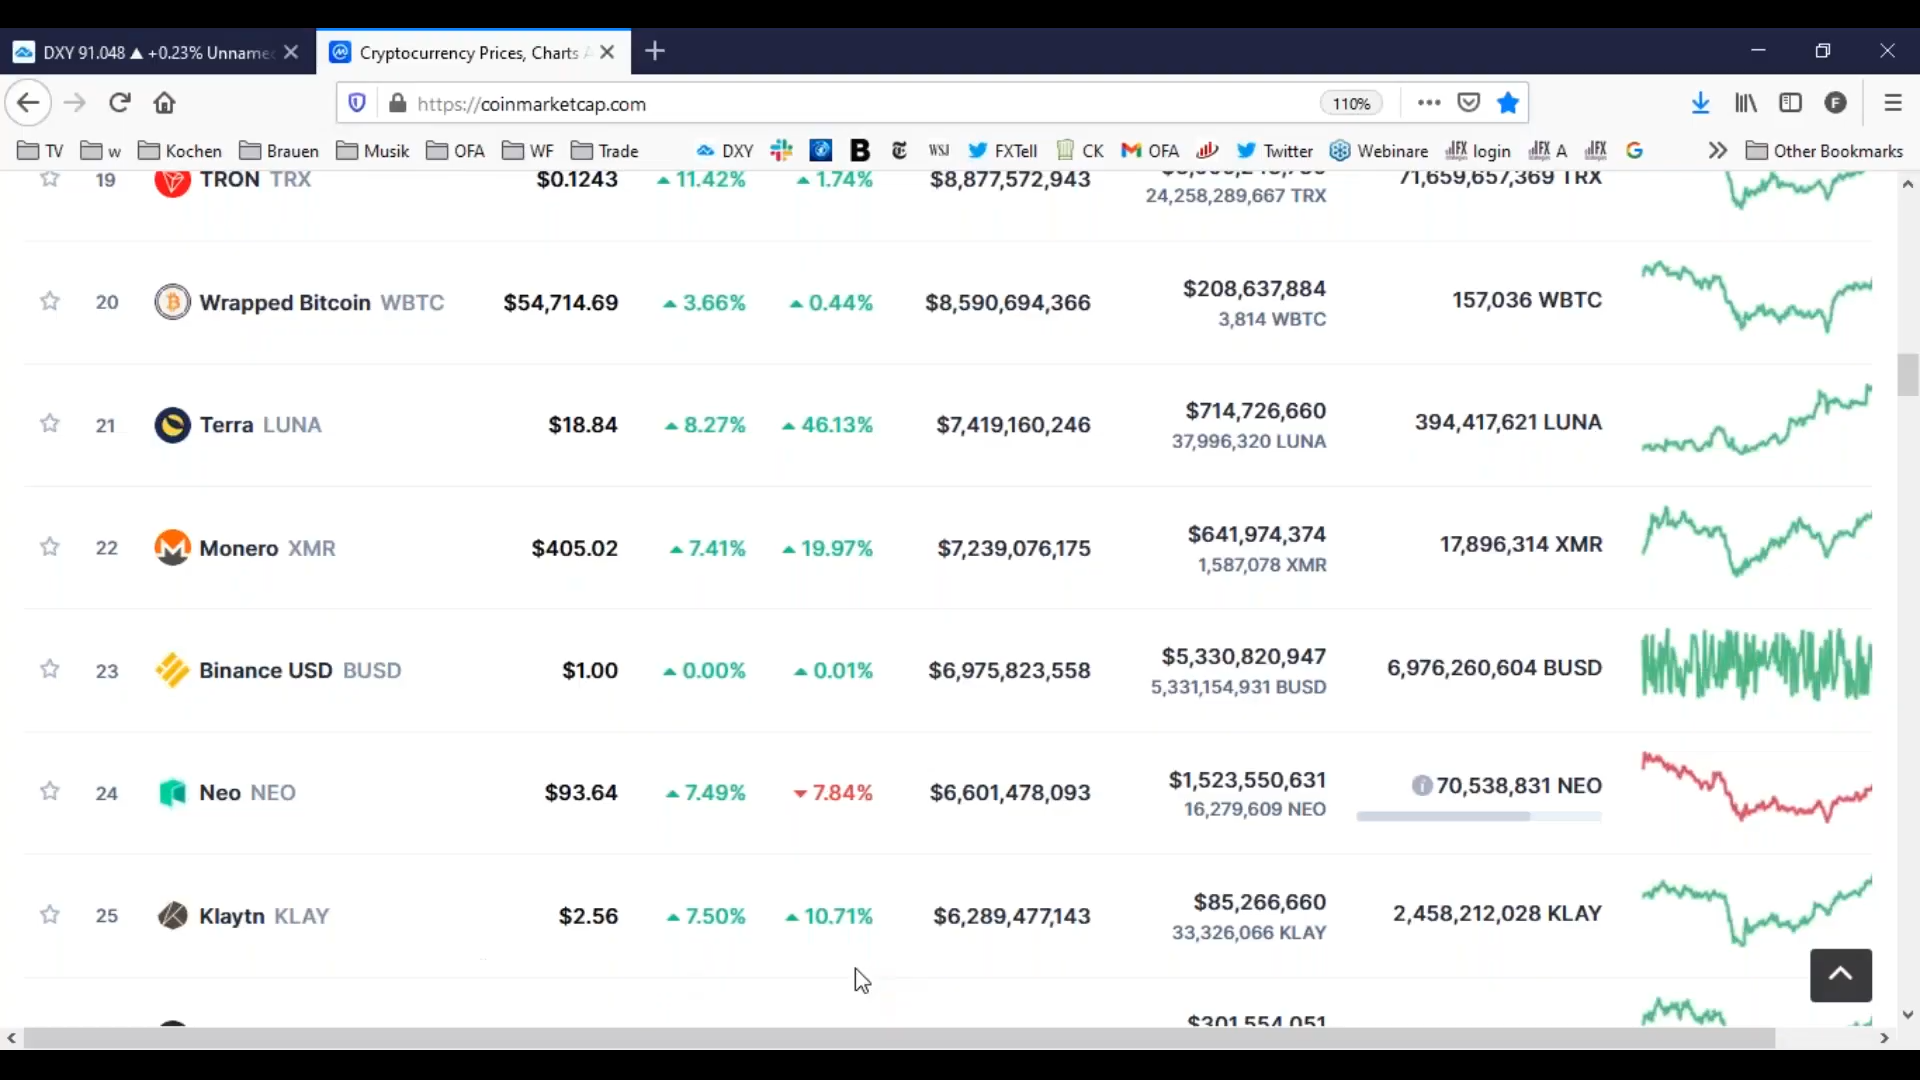 DXY 91.048 ▲ +0.23% Unname
Cryptocurrency Prices, Charts A
https://coinmarketcap.com
110%
TV w Kochen Brauen Musik OFA WF Trade DXY B WSJ FXTell CK OFA Twitter Webinare login A Other Bookmarks
19 TRON TRX $0.1243 ▲ 11.42% ▲ 1.74% $8,877,572,943 71,659,657,369 TRX
24,258,289,667 TRX
20 Wrapped Bitcoin WBTC $54,714.69 ▲ 3.66% ▲ 0.44% $8,590,694,366 $208,637,884 157,036 WBTC
3,814 WBTC
21 Terra LUNA $18.84 ▲ 8.27% ▲ 46.13% $7,419,160,246 $714,726,660 394,417,621 LUNA
37,996,320 LUNA
22 Monero XMR $405.02 ▲ 7.41% ▲ 19.97% $7,239,076,175 $641,974,374 17,896,314 XMR
1,587,078 XMR
23 Binance USD BUSD $1.00 ▲ 0.00% ▲ 0.01% $6,975,823,558 $5,330,820,947 6,976,260,604 BUSD
5,331,154,931 BUSD
24 Neo NEO $93.64 ▲ 7.49% ▼ 7.84% $6,601,478,093 $1,523,550,631 70,538,831 NEO
16,279,609 NEO
25 Klaytn KLAY $2.56 ▲ 7.50% ▲ 10.71% $6,289,477,143 $85,266,660 2,458,212,028 KLAY
33,326,066 KLAY
$301,554,051